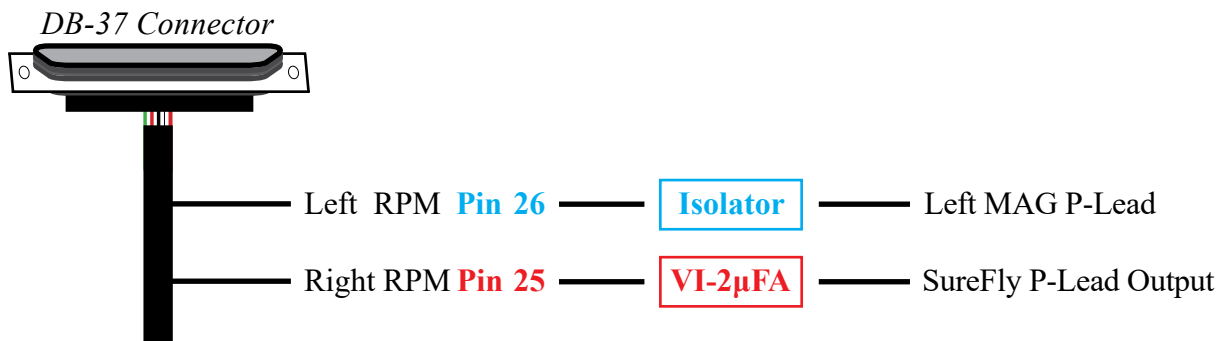 DB-37 Connector
Left RPM Pin 26 Isolator Left MAG P-Lead
Right RPM Pin 25 VI-2µFA SureFly P-Lead Output